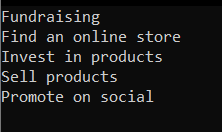 Fundraising
Find an online store
Invest in products
Sell products
Promote on social